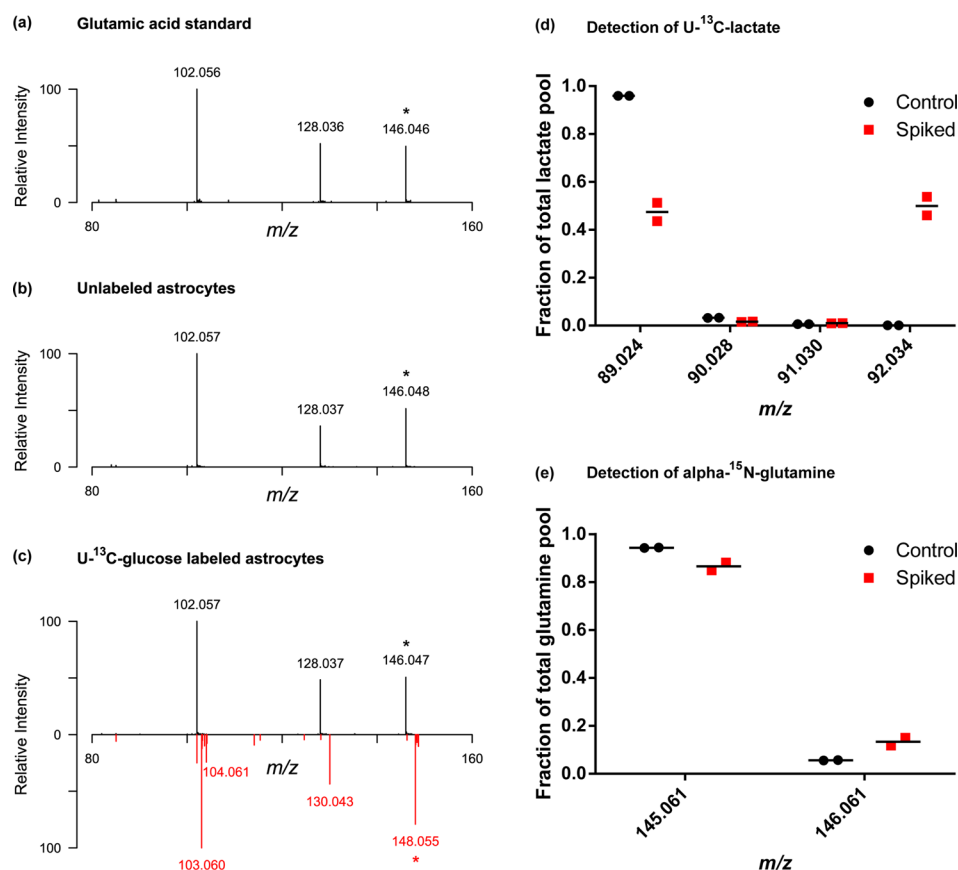 (a) Glutamic acid standard
Relative Intensity
100
0
102.056
128.036
*
146.046
80
160
m/z
(b) Unlabeled astrocytes
Relative Intensity
100
0
102.057
128.037
*
146.048
80
160
m/z
(c) U-¹³C-glucose labeled astrocytes
Relative Intensity
100
0
100
102.057
128.037
*
146.047
80
160
m/z
104.061
130.043
148.055
103.060
*
(d) Detection of U-¹³C-lactate
Fraction of total lactate pool
1.0
0.8
0.6
0.4
0.2
0.0
Control
Spiked
89.024
90.028
91.030
92.034
m/z
(e) Detection of alpha-¹⁵N-glutamine
Fraction of total glutamine pool
1.0
0.8
0.6
0.4
0.2
0.0
Control
Spiked
145.061
146.061
m/z